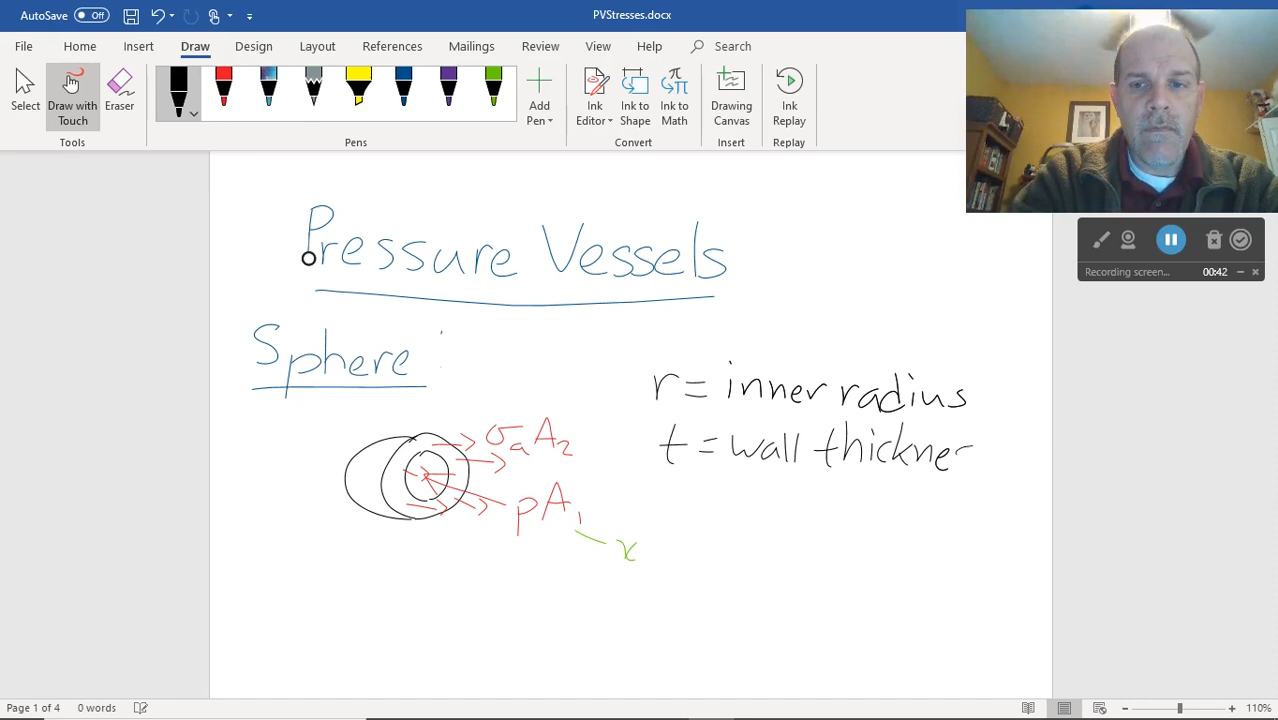 AutoSave Off
PVStresses.docx
File Home Insert Draw Design Layout References Mailings Review View Help Search
Select
Draw with Touch
Eraser
Add Pen
Ink Editor
Ink to Shape
Ink to Math
Drawing Canvas
Ink Replay
Tools
Pens
Convert
Insert
Replay
Recording screen...
00:42
Pressure Vessels
Sphere :
r = inner radius
t = wall thicknes
σa A2
pA1
x
Page 1 of 4 0 words
110%